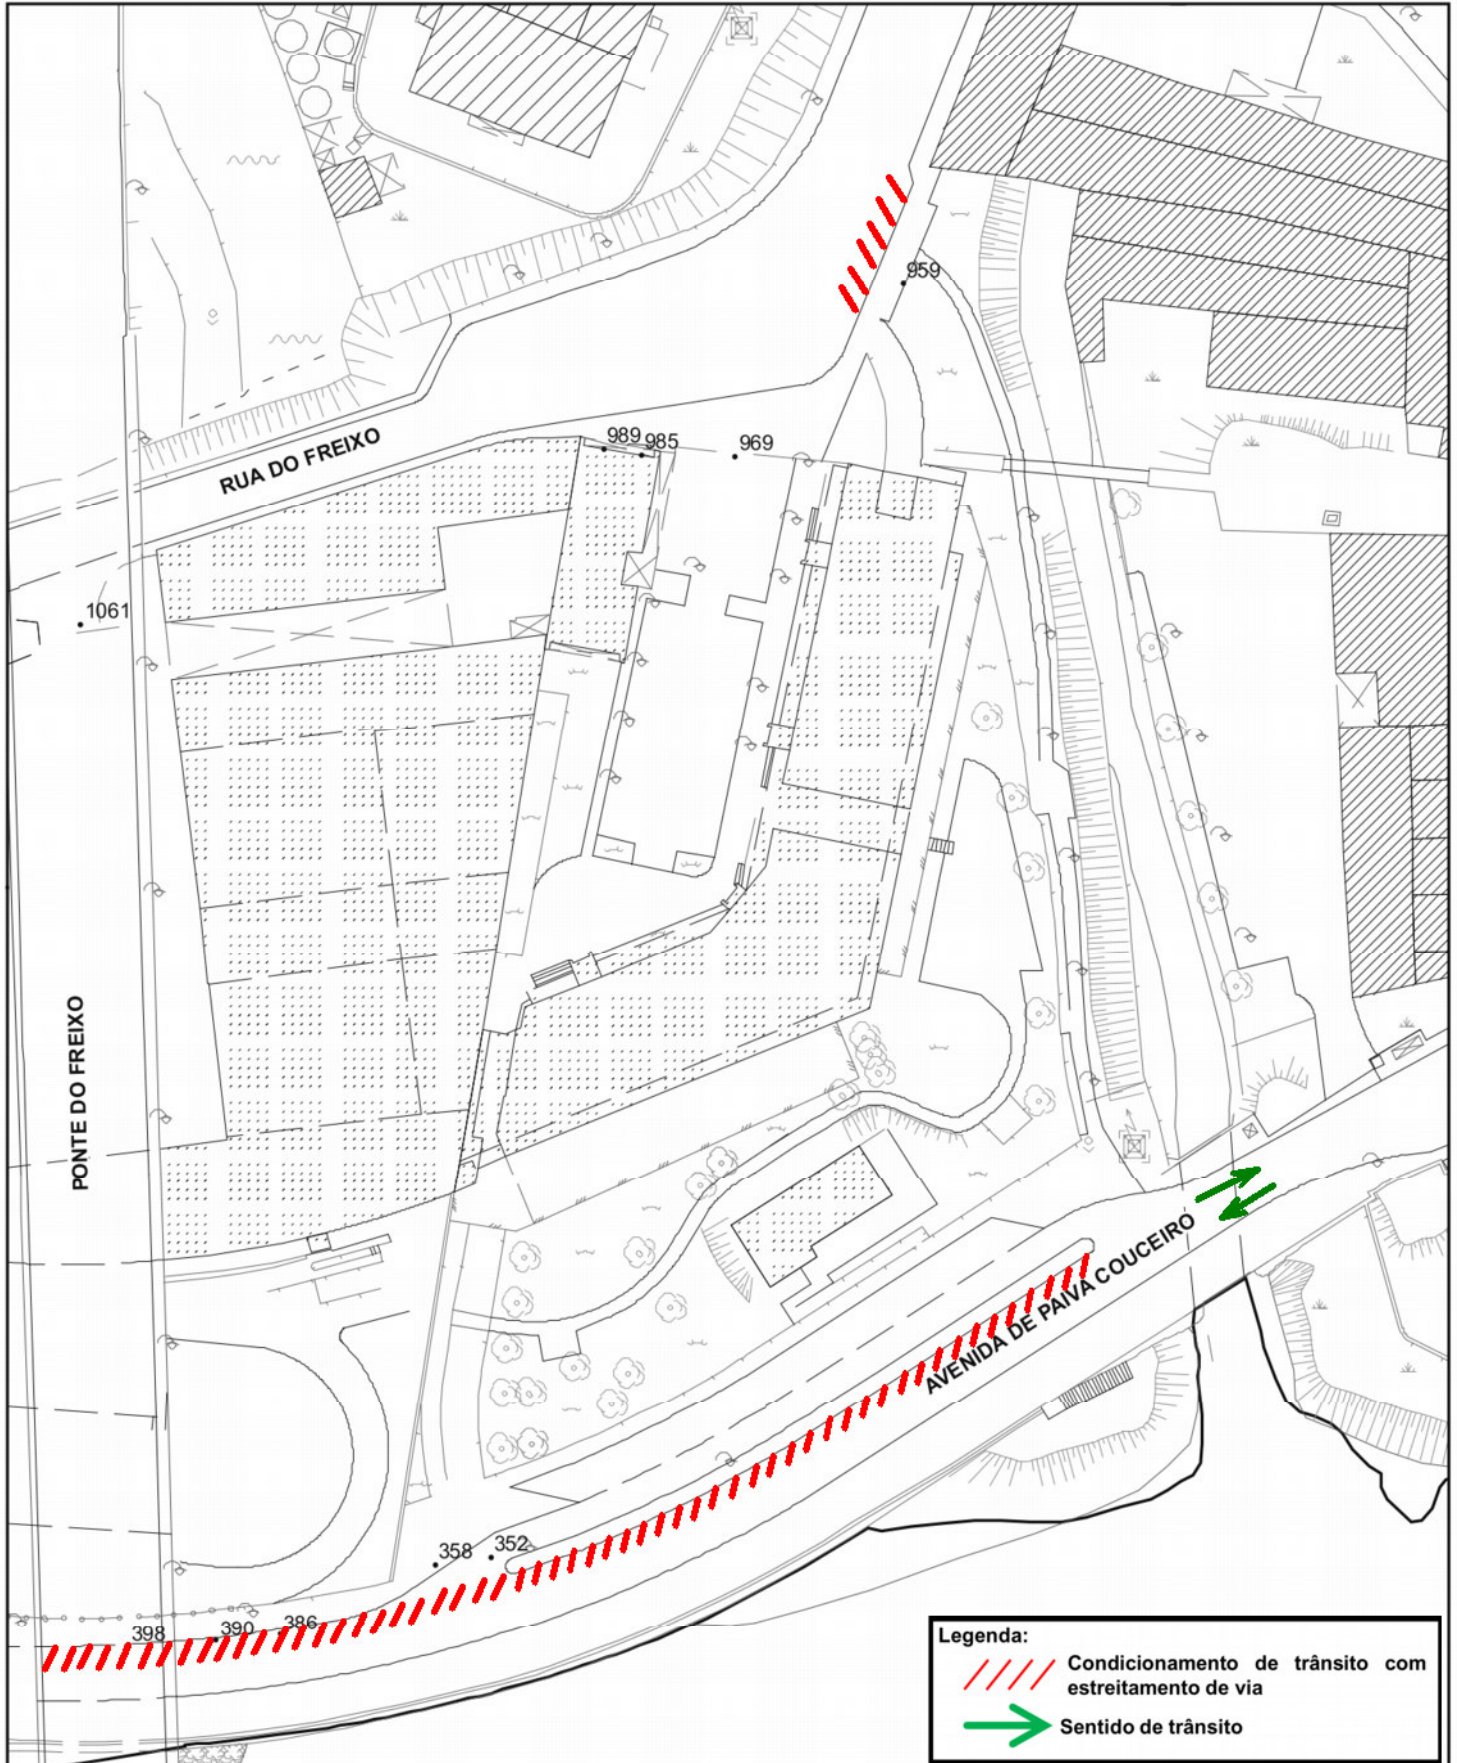 959
989
985
969
RUA DO FREIXO
1061
PONTE DO FREIXO
AVENIDA DE PAIVA COUCEIRO
352
358
386
390
398
Legenda:
Condicionamento de trânsito com
estreitamento de via
Sentido de trânsito